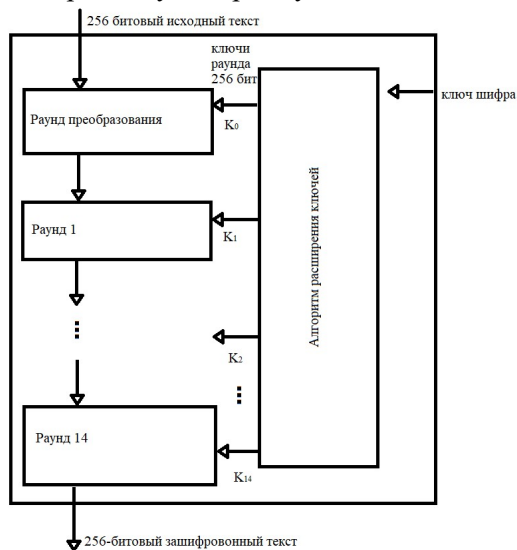 256 битовый исходный текст
ключи
раунда
256 бит
ключ шифра
Раунд преобразования
K0
Раунд 1
K1
Алгоритм расширения ключей
K2
Раунд 14
K14
256-битовый зашифровонный текст